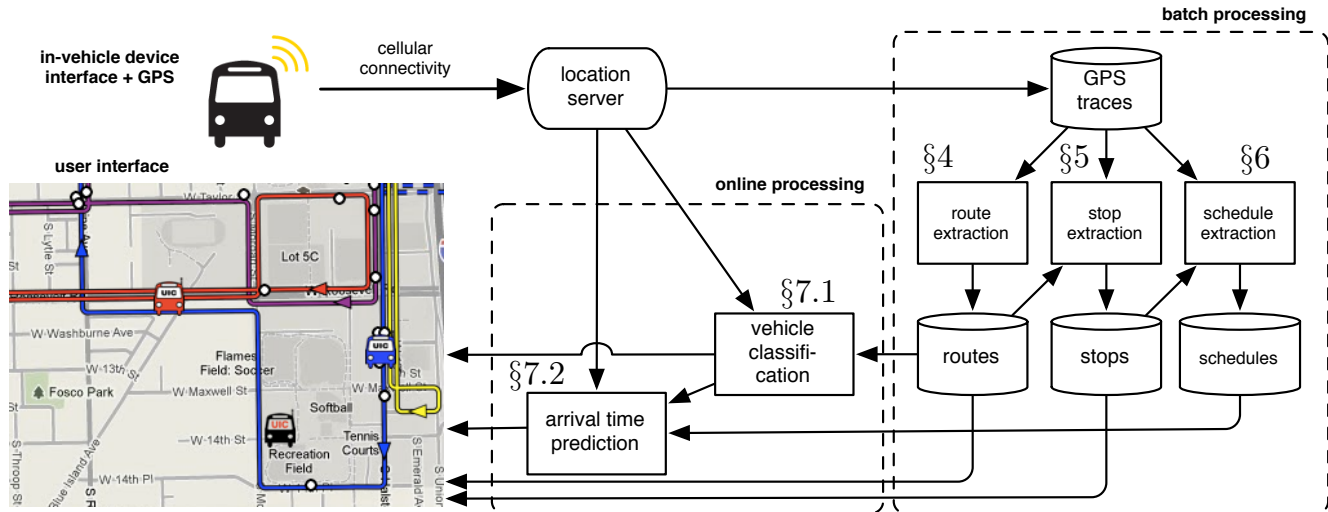 batch processing
in-vehicle device
interface + GPS
cellular
connectivity
location
server
GPS
traces
§4
§5
§6
user interface
online processing
route
extraction
stop
extraction
schedule
extraction
W Taylor
S Lytle St
Lot 5C
UIC
St
§7.1
vehicle
classifi-
cation
routes
stops
schedules
W Washburne Ave
W 13th St
Flames
Field: Soccer
UIC
Fosco Park
W Maxwell St
Softball
§7.2
arrival time
prediction
UIC
W 14th St
Recreation
Field
Tennis
Courts
W 14th Pl
S Throop St
Blue Island Ave
S Union